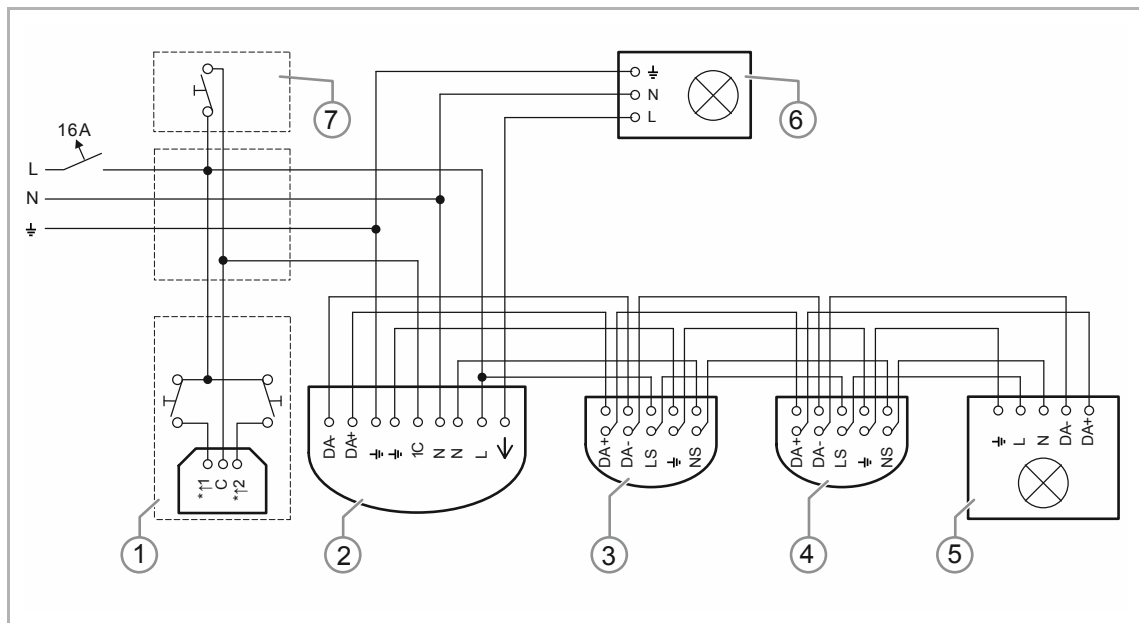 ⏚
N
L
7
6
16A
L
N
⏚
DA-
DA+
⏚
⏚
1C
N
N
L
↓
DA+
DA-
LS
⏚
NS
DA+
DA-
LS
⏚
NS
⏚
L
N
DA-
DA+
*↑1
C
*↑2
1
2
3
4
5